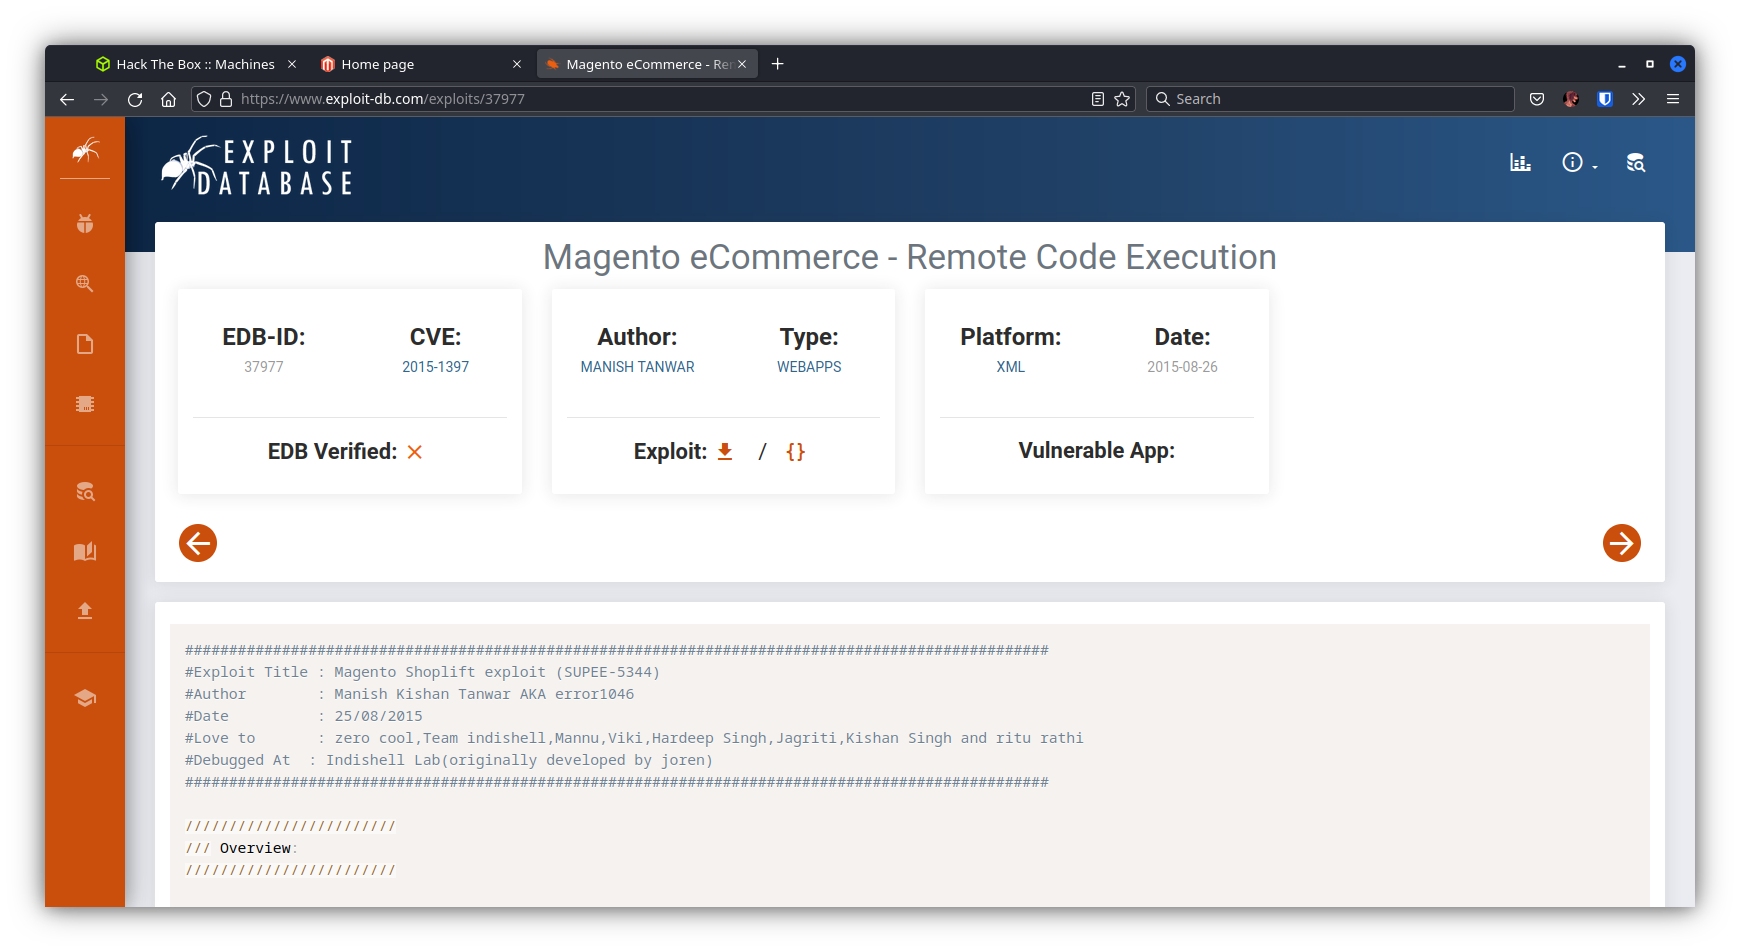 Hack The Box :: Machines
Home page
Magento eCommerce - Re
https://www.exploit-db.com/exploits/37977
Search
EXPLOIT
DATABASE
Magento eCommerce - Remote Code Execution
EDB-ID:
37977
CVE:
2015-1397
EDB Verified:
Author:
MANISH TANWAR
Type:
WEBAPPS
Exploit: / {}
Platform:
XML
Date:
2015-08-26
Vulnerable App:
##################################################################################################
#Exploit Title : Magento Shoplift exploit (SUPEE-5344)
#Author        : Manish Kishan Tanwar AKA error1046
#Date          : 25/08/2015
#Love to       : zero cool,Team indishell,Mannu,Viki,Hardeep Singh,Jagriti,Kishan Singh and ritu rathi
#Debugged At  : Indishell Lab(originally developed by joren)
##################################################################################################
////////////////////////
/// Overview:
////////////////////////